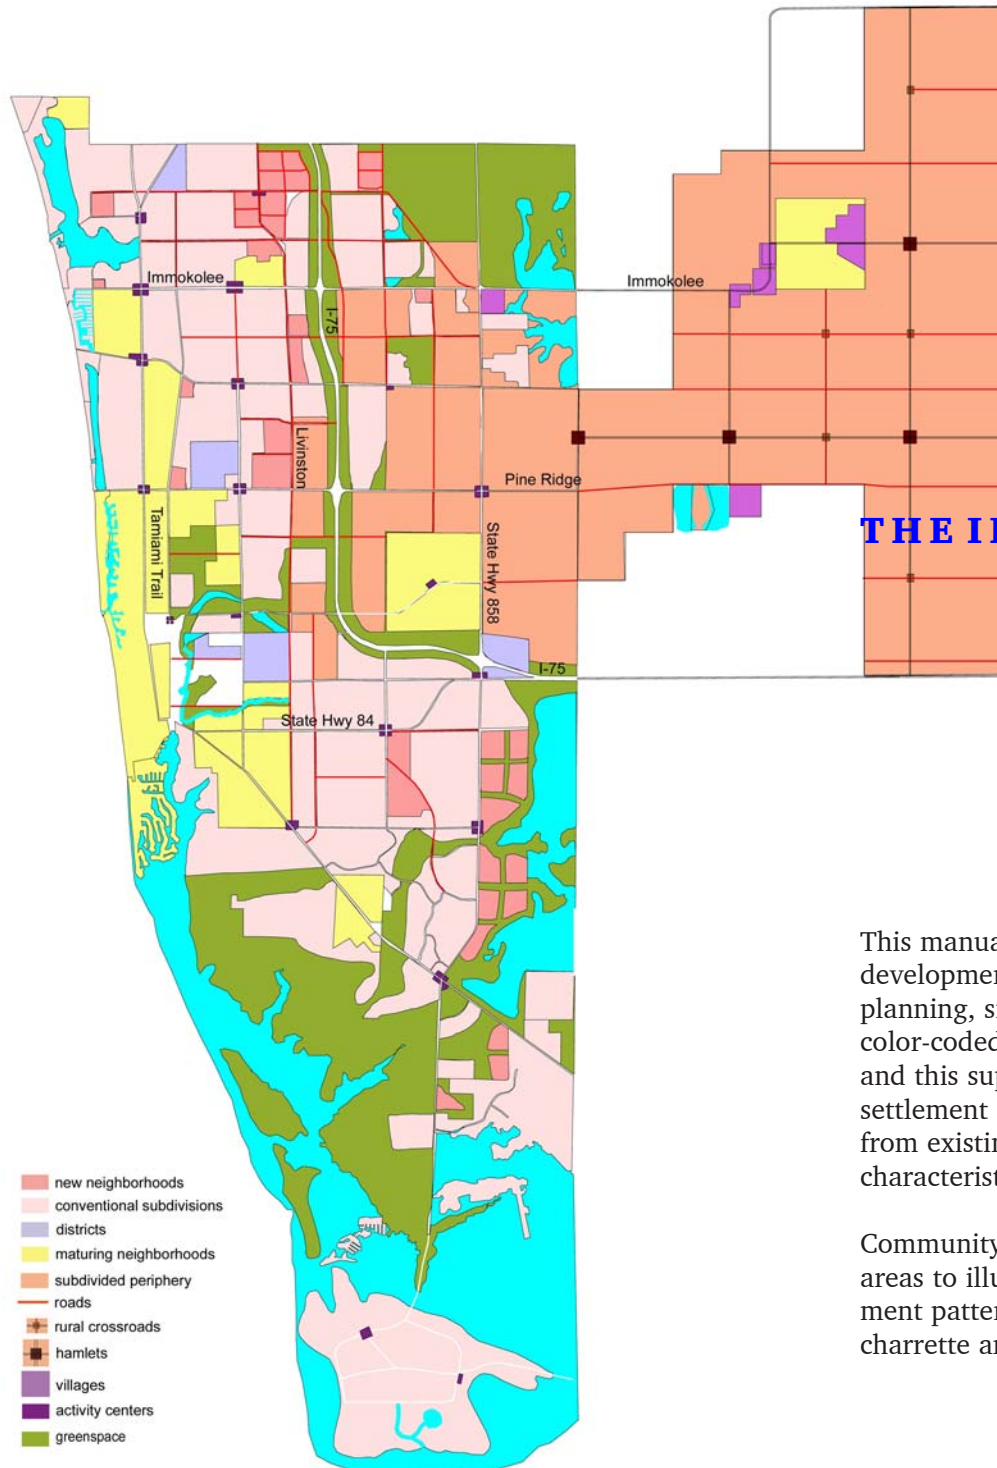 Immokolee
Immokolee
I-75
Livinston
Pine Ridge
Tamiami Trail
State Hwy 858
I-75
State Hwy 84
THE I
This manua
developmen
planning, s
color-coded
and this sup
settlement
from existin
characterist
Community
areas to illu
ment patter
charrette a
new neighborhoods
conventional subdivisions
districts
maturing neighborhoods
subdivided periphery
roads
rural crossroads
hamlets
villages
activity centers
greenspace